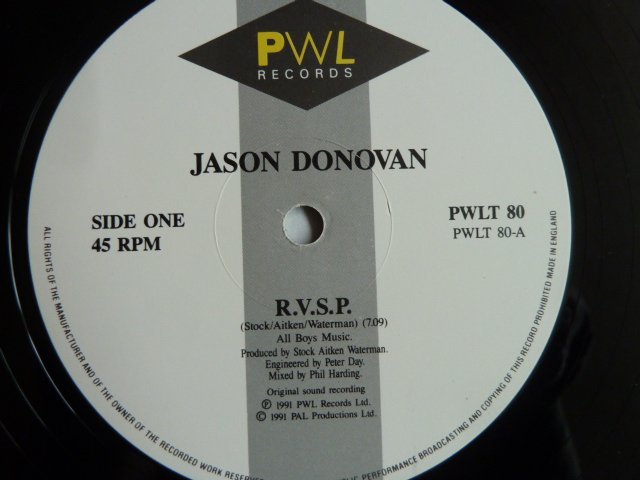 PWL
RECORDS
JASON DONOVAN
SIDE ONE
45 RPM
PWLT 80
PWLT 80-A
R.V.S.P.
(Stock/Aitken/Waterman) (7.09)
All Boys Music.
Produced by Stock Aitken Waterman.
Engineered by Peter Day.
Mixed by Phil Harding.
Original sound recording
℗ 1991 PWL Records Ltd.
© 1991 PAL Productions Ltd.
ALL RIGHTS OF THE MANUFACTURER AND OF THE OWNER OF THE RECORDED WORK RESERVED PUBLIC PERFORMANCE BROADCASTING AND COPYING OF THIS RECORD PROHIBITED MADE IN ENGLAND